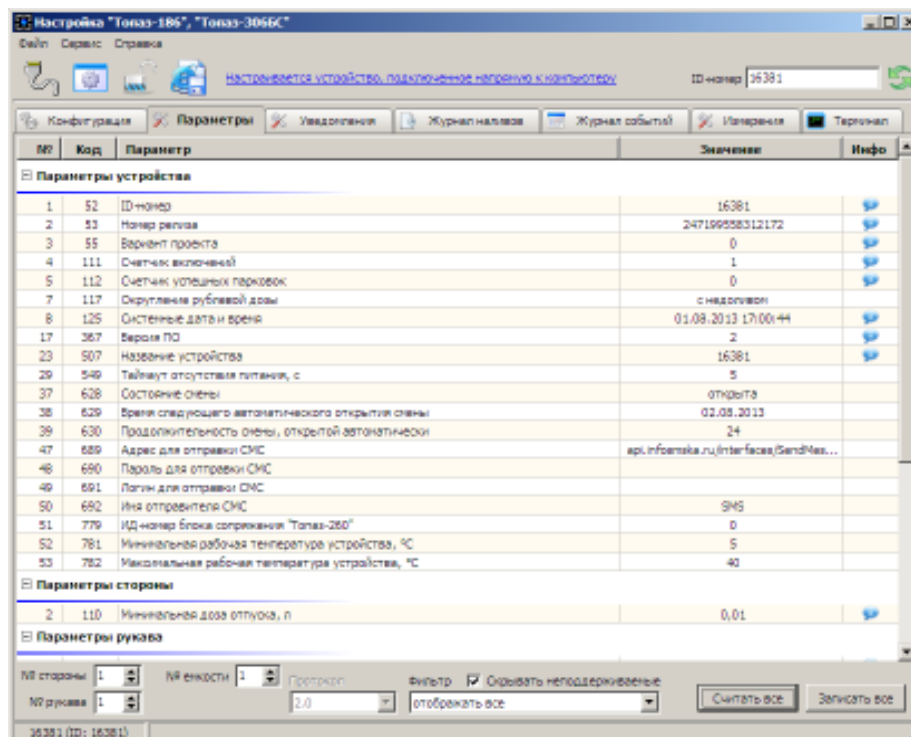 Настройка "Топаз-186", "Топаз-306БС"
Файл Сервис Справка
Настраивается устройство, подключенное напрямую к компьютеру ID-номер 16381
Конфигурация Параметры Уведомления Журнал наливов Журнал событий Измерения Терминал
№ Код Параметр Значение Инфо
Параметры устройства
1 52 ID-номер 16381
2 53 Номер релиза 247199558312172
3 55 Вариант проекта 0
4 111 Счетчик включений 1
5 112 Счетчик успешных парковок 0
7 117 Округление рублевой дозы с недоливом
8 125 Системные дата и время 01.08.2013 17:00:44
17 367 Версия ПО 2
23 507 Название устройства 16381
29 549 Таймаут отсутствия питания, с 5
37 628 Состояние смены открыта
38 629 Время следующего автоматического открытия смены 02.08.2013
39 630 Продолжительность смены, открытой автоматически 24
47 689 Адрес для отправки СМС api.infosmska.ru/interfaces/SendMes...
48 690 Пароль для отправки СМС
49 691 Логин для отправки СМС
50 692 Имя отправителя СМС SMS
51 779 ИД-номер блока сопряжения "Топаз-280" 0
52 781 Минимальная рабочая температура устройства, °C 5
53 782 Максимальная рабочая температура устройства, °C 40
Параметры стороны
2 110 Минимальная доза отпуска, л 0,01
Параметры рукава
№ стороны 1 № емкости 1 Протокол Фильтр Скрывать неподдерживаемые
№ рукава 1 2.0 отображать все Считать все Записать все
16381 (ID: 16381)